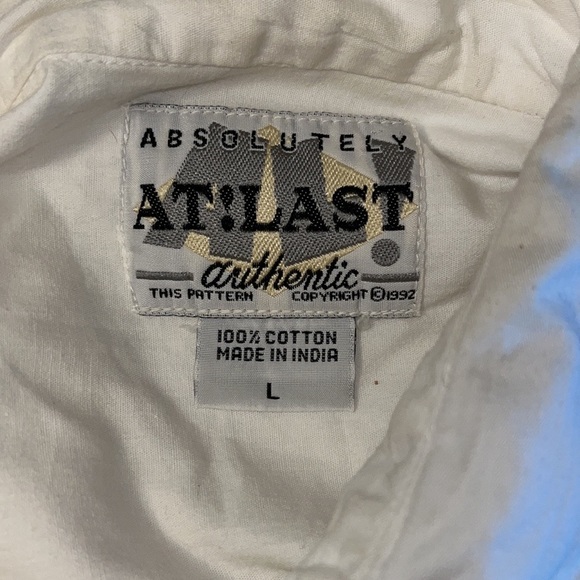 ABSOLUTELY
AT!LAST
authentic
THIS PATTERN COPYRIGHT © 1992
100% COTTON
MADE IN INDIA
L